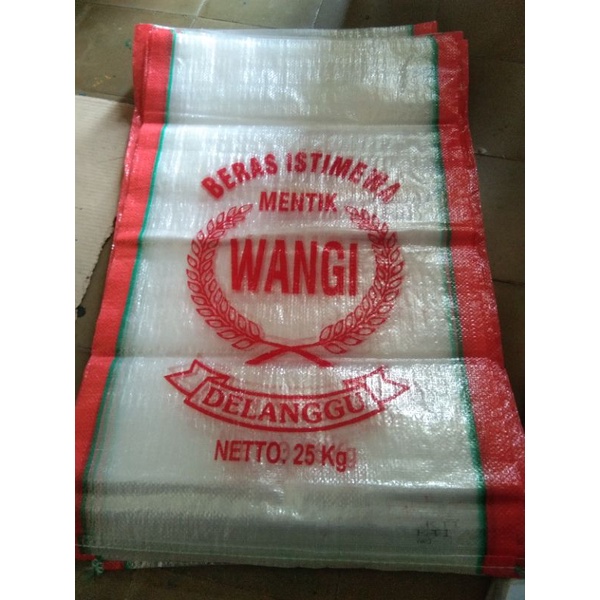 BERAS ISTIMEWA
MENTIK
WANGI
DELANGGU
NETTO: 25 Kg